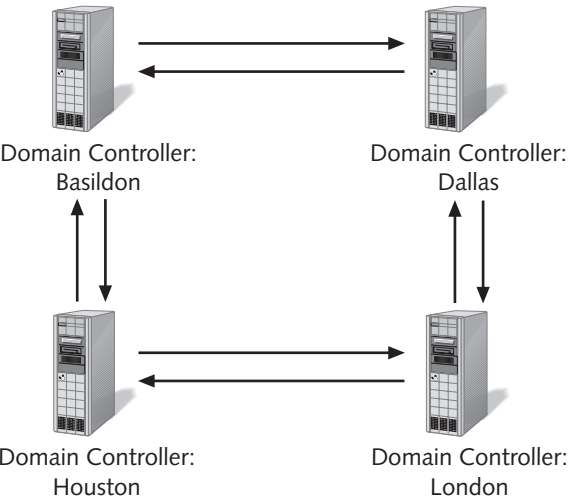 Domain Controller:
Basildon
Domain Controller:
Dallas
Domain Controller:
Houston
Domain Controller:
London